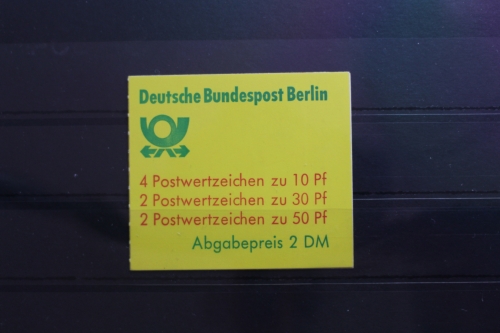 Deutsche Bundespost Berlin
4 Postwertzeichen zu 10 Pf
2 Postwertzeichen zu 30 Pf
2 Postwertzeichen zu 50 Pf
Abgabepreis 2 DM